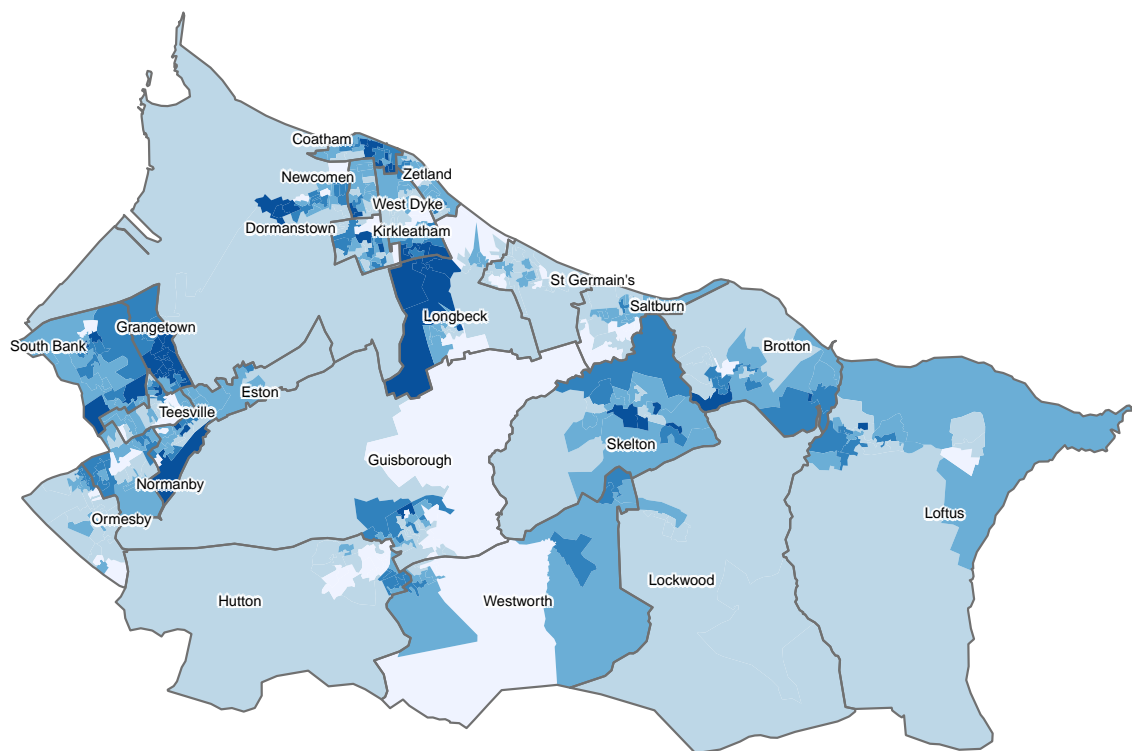 Coatham
Newcomen
Zetland
West Dyke
Dormanstown
Kirkleatham
St Germain's
Saltburn
Longbeck
Grangetown
South Bank
Brotton
Eston
Teesville
Skelton
Guisborough
Normanby
Ormesby
Loftus
Lockwood
Hutton
Westworth